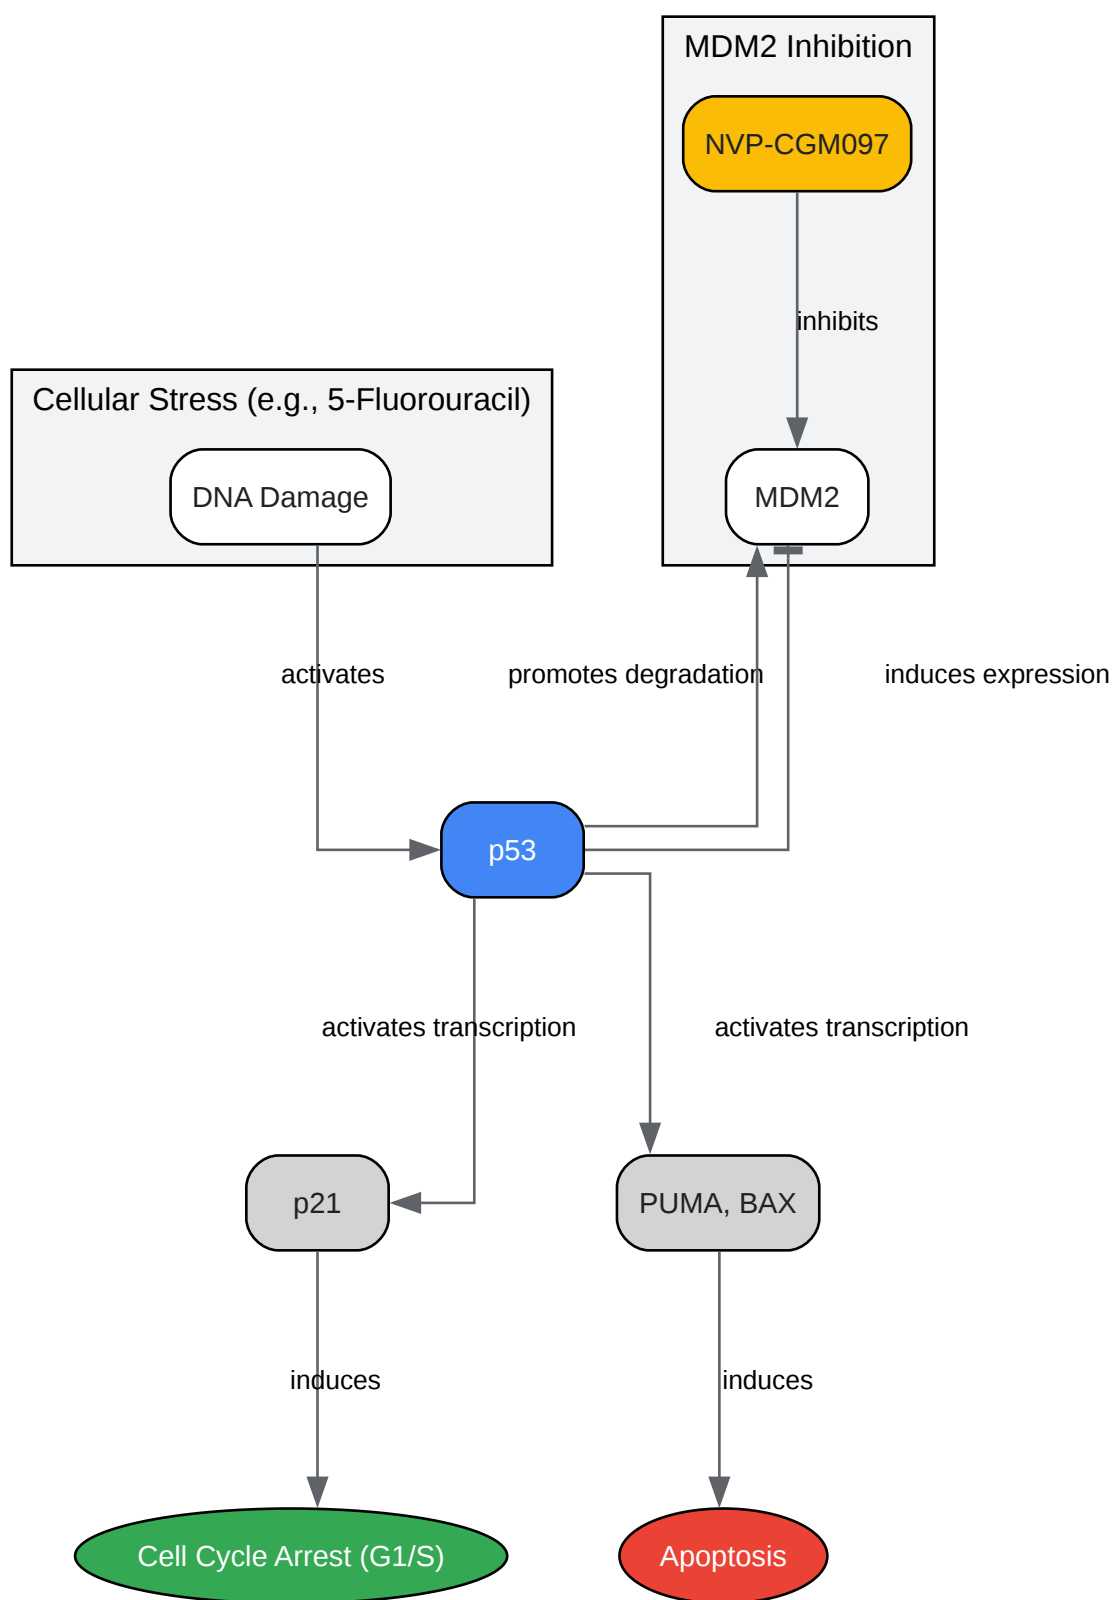 MDM2 Inhibition
NVP-CGM097
inhibits
Cellular Stress (e.g., 5-Fluorouracil)
DNA Damage
MDM2
activates
promotes degradation
induces expression
p53
activates transcription
activates transcription
p21
PUMA, BAX
induces
induces
Cell Cycle Arrest (G1/S)
Apoptosis